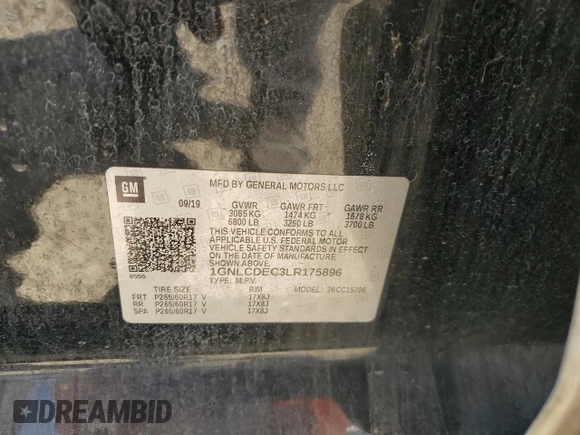 GM
MFD BY GENERAL MOTORS LLC
09/19 GVWR GAWR FRT GAWR RR
3085 KG 1474 KG 1678 KG
6800 LB 3250 LB 3700 LB
THIS VEHICLE CONFORMS TO ALL
APPLICABLE U.S. FEDERAL MOTOR
VEHICLE SAFETY STANDARDS IN EFFECT
ON THE DATE OF MANUFACTURE SHOWN ABOVE.
1GNLCDEC3LR175896
TYPE: M.P.V. MODEL:
TIRE SIZE RIM
FRT P265/60R17 V 17X8J
RR P265/60R17 V 17X8J
SPA P265/60R17 V 17X8J
DREAMBID